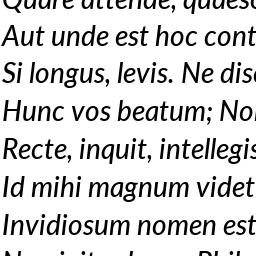 Quare attende, quaeso
Aut unde est hoc cont
Si longus, levis. Ne disc
Hunc vos beatum; Non
Recte, inquit, intellegis
Id mihi magnum videt
Invidiosum nomen est